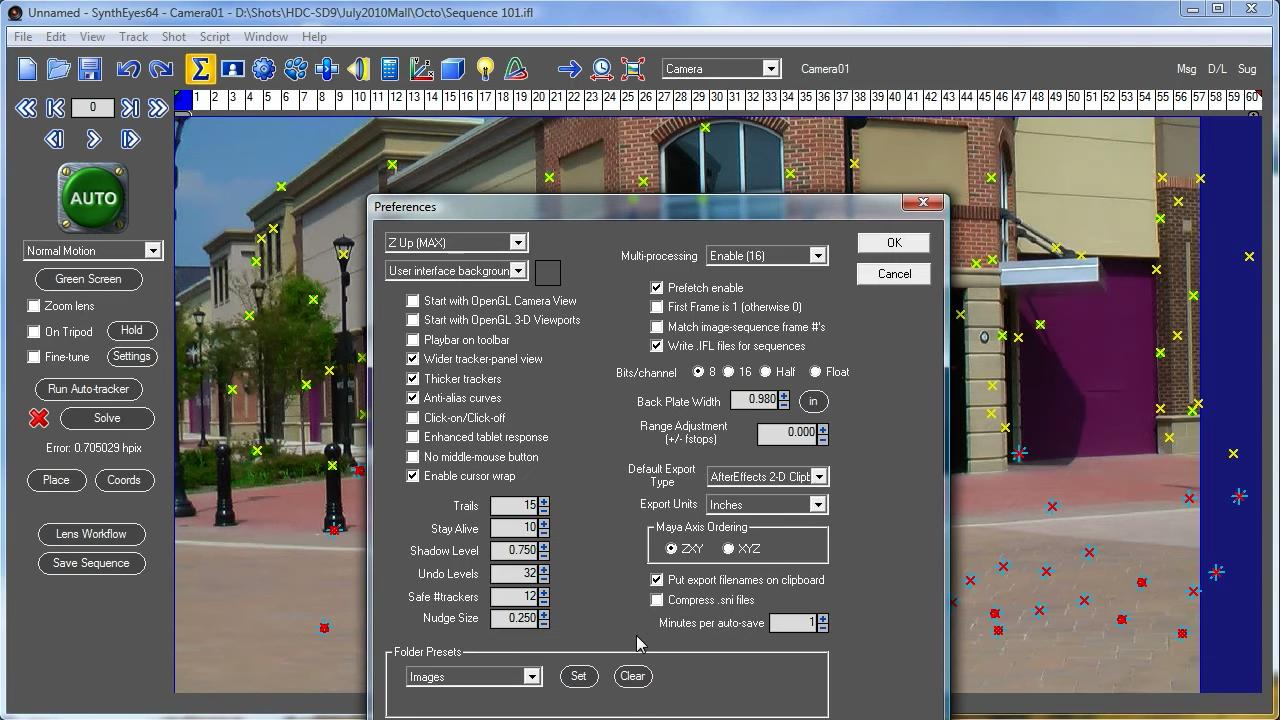 Unnamed - SynthEyes64 - Camera01 - D:\Shots\HDC-SD9\July2010Mall\Octo\Sequence 101.ifl
File Edit View Track Shot Script Window Help
Camera Camera01 Msg D/L Sug
0 1 2 3 4 5 6 7 8 9 10 11 12 13 14 15 16 17 18 19 20 21 22 23 24 25 26 27 28 29 30 31 32 33 34 35 36 37 38 39 40 41 42 43 44 45 46 47 48 49 50 51 52 53 54 55 56 57 58 59 60
AUTO
Normal Motion
Green Screen
Zoom lens
On Tripod Hold
Fine-tune Settings
Run Auto-tracker
Solve
Error: 0.705029 hpix
Place Coords
Lens Workflow
Save Sequence
Preferences
Z Up (MAX)
User interface backgroun
Start with OpenGL Camera View
Start with OpenGL 3-D Viewports
Playbar on toolbar
Wider tracker-panel view
Thicker trackers
Anti-alias curves
Click-on/Click-off
Enhanced tablet response
No middle-mouse button
Enable cursor wrap
Trails 15
Stay Alive 10
Shadow Level 0.750
Undo Levels 32
Safe #trackers 12
Nudge Size 0.250
Folder Presets
Images Set Clear
Multi-processing Enable (16)
Prefetch enable
First Frame is 1 (otherwise 0)
Match image-sequence frame #'s
Write .IFL files for sequences
Bits/channel 8 16 Half Float
Back Plate Width 0.980 in
Range Adjustment
(+/- fstops) 0.000
Default Export
Type AfterEffects 2-D Clipb
Export Units Inches
Maya Axis Ordering
ZXY XYZ
Put export filenames on clipboard
Compress .sni files
Minutes per auto-save 1
OK
Cancel